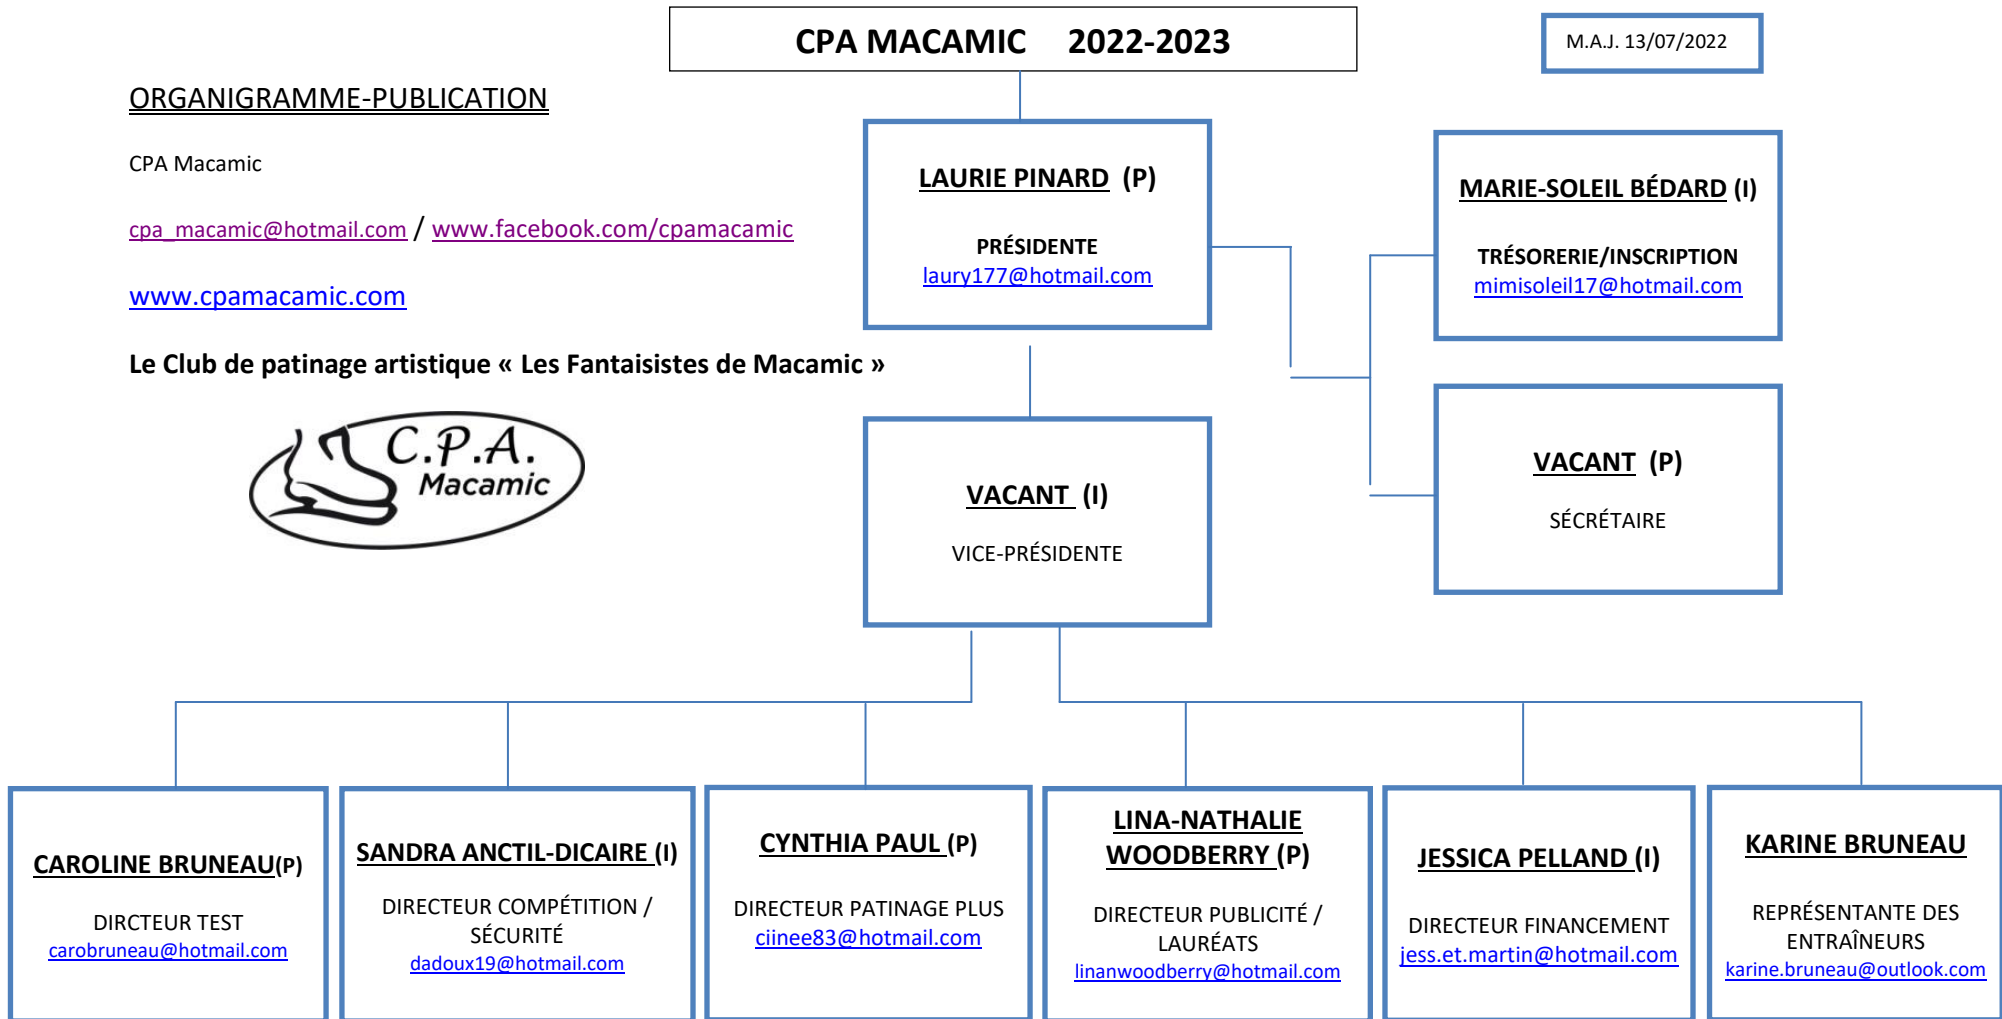 CPA MACAMIC 2022-2023
M.A.J. 13/07/2022
ORGANIGRAMME-PUBLICATION
CPA Macamic
cpa_macamic@hotmail.com / www.facebook.com/cpamacamic
www.cpamacamic.com
Le Club de patinage artistique « Les Fantaisistes de Macamic »
C.P.A.
Macamic
LAURIE PINARD (P)
PRÉSIDENTE
laury177@hotmail.com
MARIE-SOLEIL BÉDARD (I)
TRÉSORERIE/INSCRIPTION
mimisoleil17@hotmail.com
VACANT (I)
VICE-PRÉSIDENTE
VACANT (P)
SÉCRÉTAIRE
CAROLINE BRUNEAU(P)
DIRCTEUR TEST
carobruneau@hotmail.com
SANDRA ANCTIL-DICAIRE (I)
DIRECTEUR COMPÉTITION /
SÉCURITÉ
dadoux19@hotmail.com
CYNTHIA PAUL (P)
DIRECTEUR PATINAGE PLUS
ciinee83@hotmail.com
LINA-NATHALIE
WOODBERRY (P)
DIRECTEUR PUBLICITÉ /
LAURÉATS
linanwoodberry@hotmail.com
JESSICA PELLAND (I)
DIRECTEUR FINANCEMENT
jess.et.martin@hotmail.com
KARINE BRUNEAU
REPRÉSENTANTE DES
ENTRAÎNEURS
karine.bruneau@outlook.com